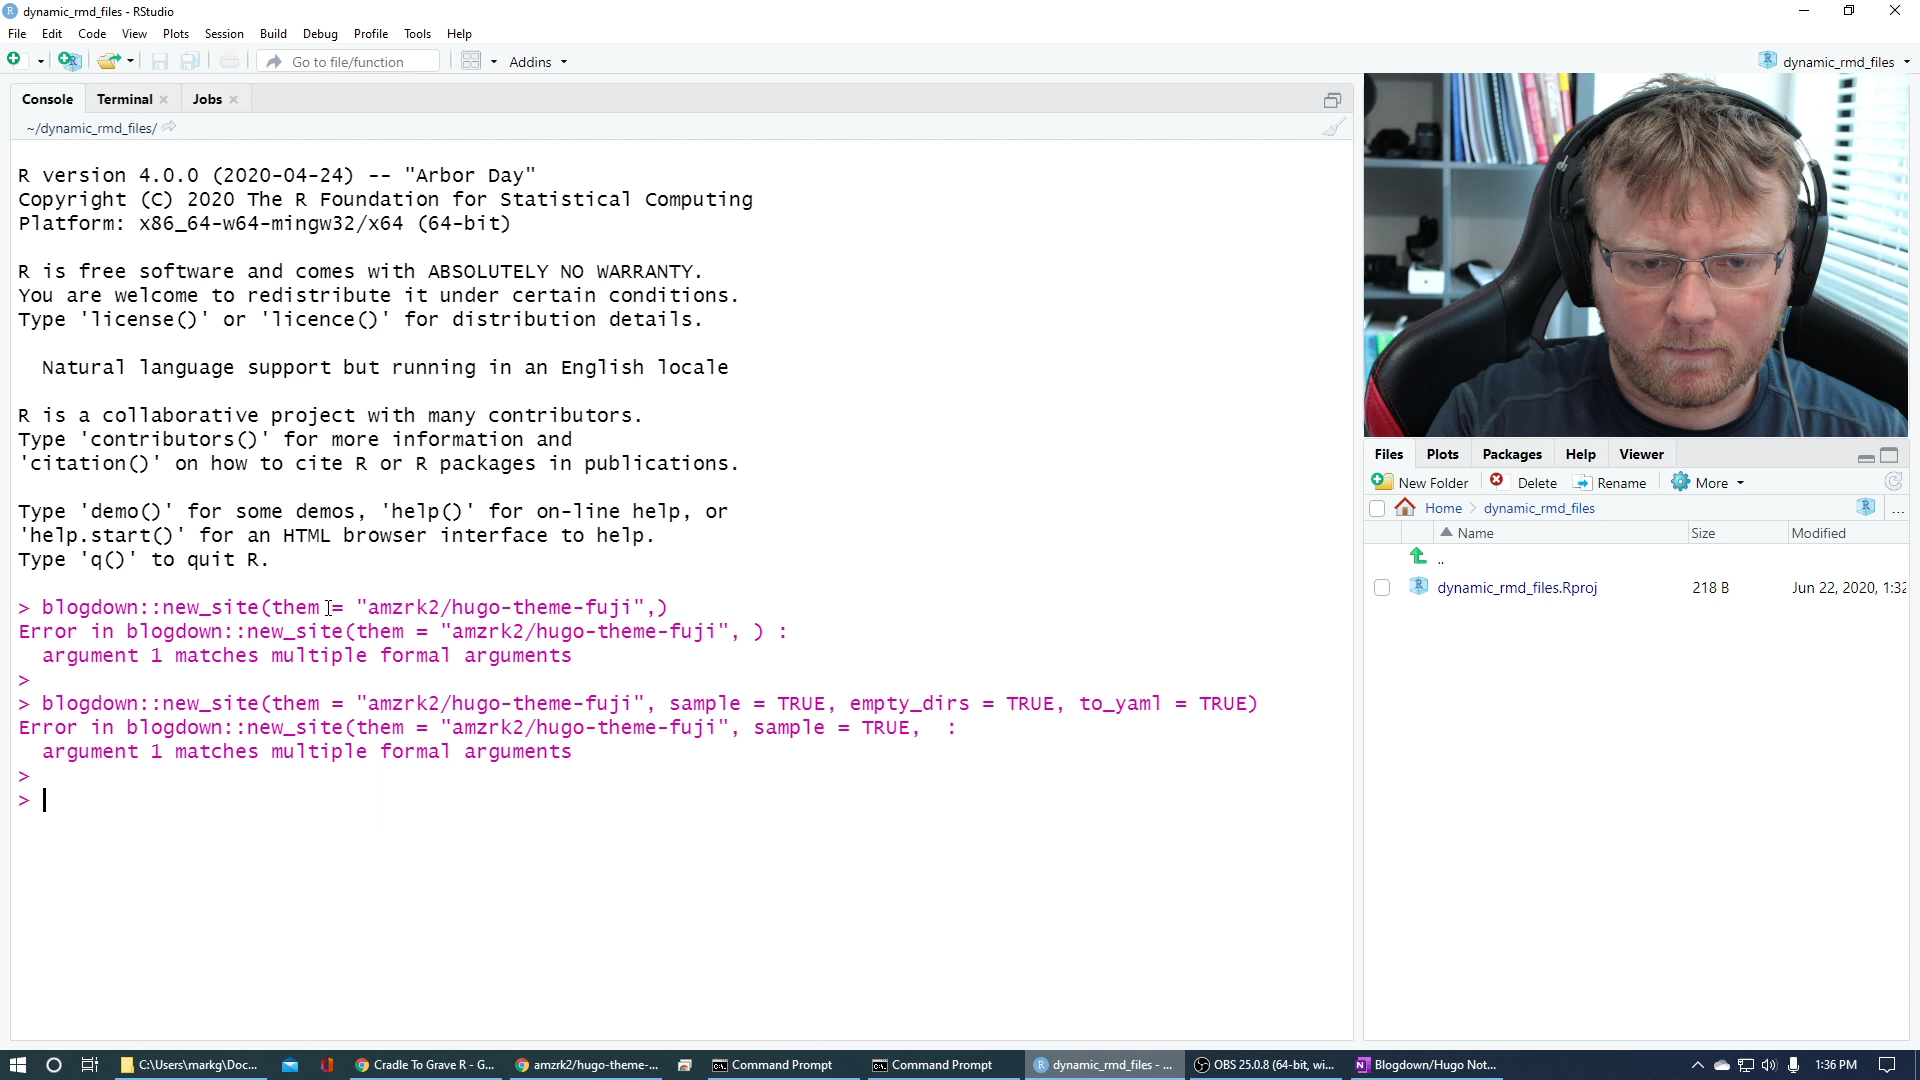 dynamic_rmd_files - RStudio
File Edit Code View Plots Session Build Debug Profile Tools Help
Go to file/function Addins dynamic_rmd_files
Console Terminal Jobs
~/dynamic_rmd_files/
R version 4.0.0 (2020-04-24) -- "Arbor Day"
Copyright (C) 2020 The R Foundation for Statistical Computing
Platform: x86_64-w64-mingw32/x64 (64-bit)
R is free software and comes with ABSOLUTELY NO WARRANTY.
You are welcome to redistribute it under certain conditions.
Type 'license()' or 'licence()' for distribution details.
Natural language support but running in an English locale
R is a collaborative project with many contributors.
Type 'contributors()' for more information and
'citation()' on how to cite R or R packages in publications.
Type 'demo()' for some demos, 'help()' for on-line help, or
'help.start()' for an HTML browser interface to help.
Type 'q()' to quit R.
> blogdown::new_site(them = "amzrk2/hugo-theme-fuji",)
Error in blogdown::new_site(them = "amzrk2/hugo-theme-fuji", ) :
argument 1 matches multiple formal arguments
>
> blogdown::new_site(them = "amzrk2/hugo-theme-fuji", sample = TRUE, empty_dirs = TRUE, to_yaml = TRUE)
Error in blogdown::new_site(them = "amzrk2/hugo-theme-fuji", sample = TRUE,  :
argument 1 matches multiple formal arguments
>
>
Files Plots Packages Help Viewer
New Folder Delete Rename More
Home dynamic_rmd_files ...
Name Size Modified
..
dynamic_rmd_files.Rproj 218 B Jun 22, 2020, 1:32
C:\Users\markg\Doc... Cradle To Grave R - G... amzrk2/hugo-theme-... Command Prompt Command Prompt dynamic_rmd_files - ... OBS 25.0.8 (64-bit, wi... Blogdown/Hugo Not... 1:36 PM